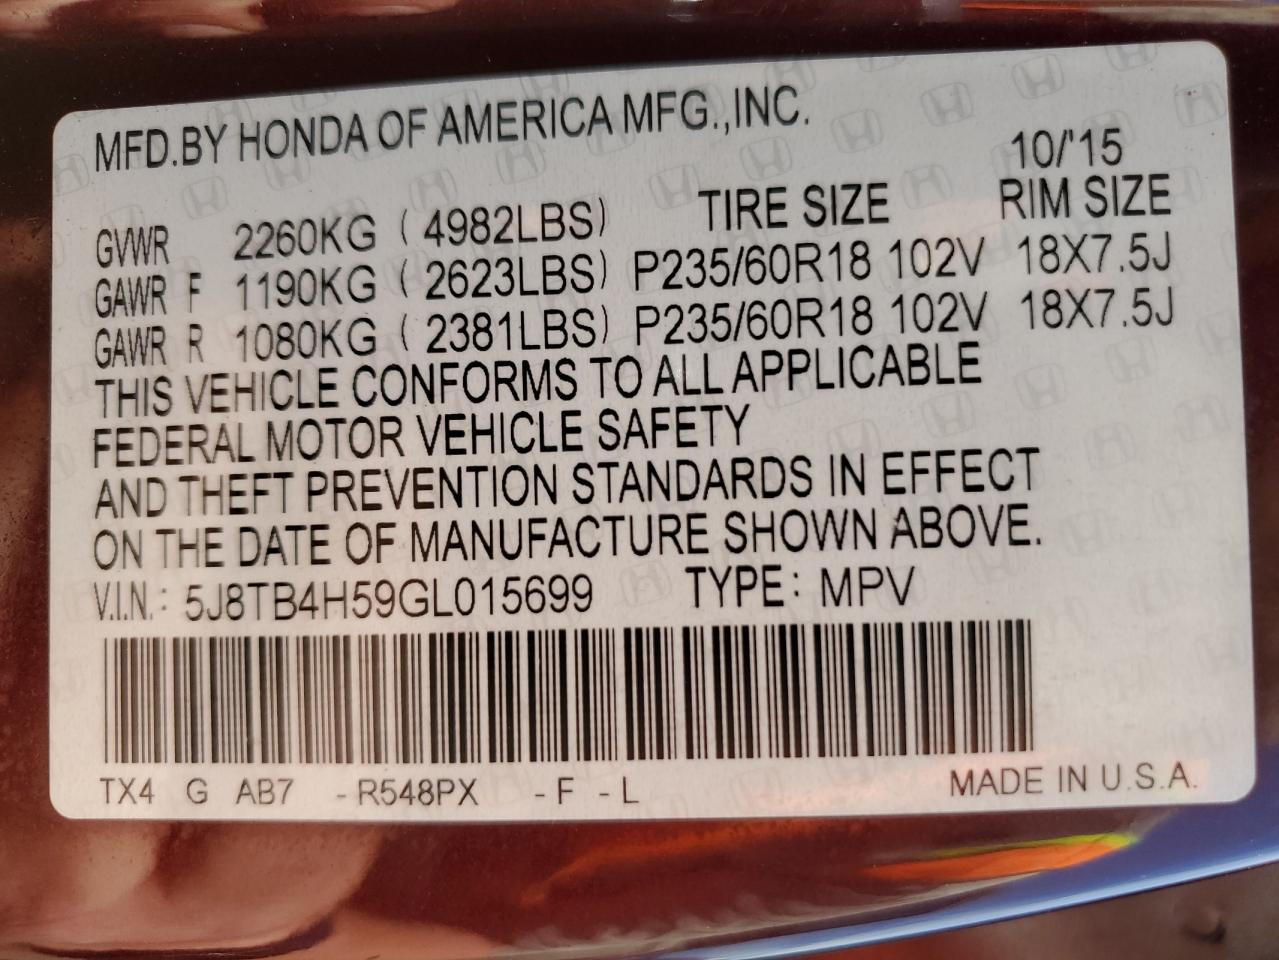 MFD.BY HONDA OF AMERICA MFG.,INC.
10/'15
TIRE SIZE RIM SIZE
GVWR 2260KG ( 4982LBS)
GAWR F 1190KG ( 2623LBS) P235/60R18 102V 18X7.5J
GAWR R 1080KG ( 2381LBS) P235/60R18 102V 18X7.5J
THIS VEHICLE CONFORMS TO ALL APPLICABLE
FEDERAL MOTOR VEHICLE SAFETY
AND THEFT PREVENTION STANDARDS IN EFFECT
ON THE DATE OF MANUFACTURE SHOWN ABOVE.
V.I.N.: 5J8TB4H59GL015699 TYPE: MPV
TX4 G AB7 -R548PX -F -L MADE IN U.S.A.